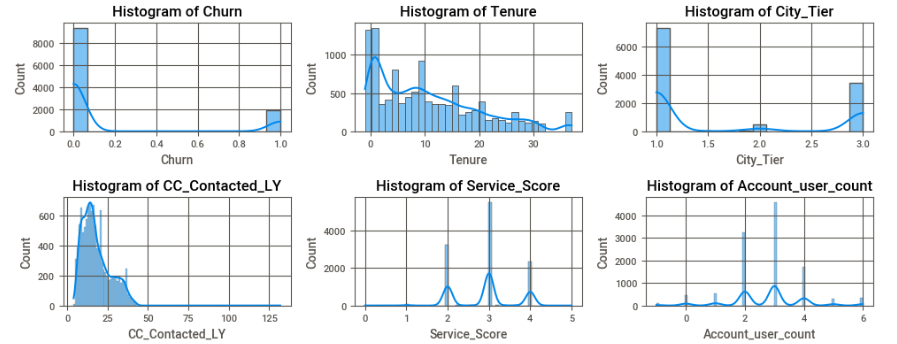 Histogram of Churn
Count
8000
6000
4000
2000
0
0.0 0.2 0.4 0.6 0.8 1.0
Churn
Histogram of Tenure
Count
1000
500
0
0 10 20 30
Tenure
Histogram of City_Tier
Count
6000
4000
2000
0
1.0 1.5 2.0 2.5 3.0
City_Tier
Histogram of CC_Contacted_LY
Count
600
400
200
0
0 25 50 75 100 125
CC_Contacted_LY
Histogram of Service_Score
Count
4000
2000
0
0 1 2 3 4 5
Service_Score
Histogram of Account_user_count
Count
4000
3000
2000
1000
0
0 2 4 6
Account_user_count